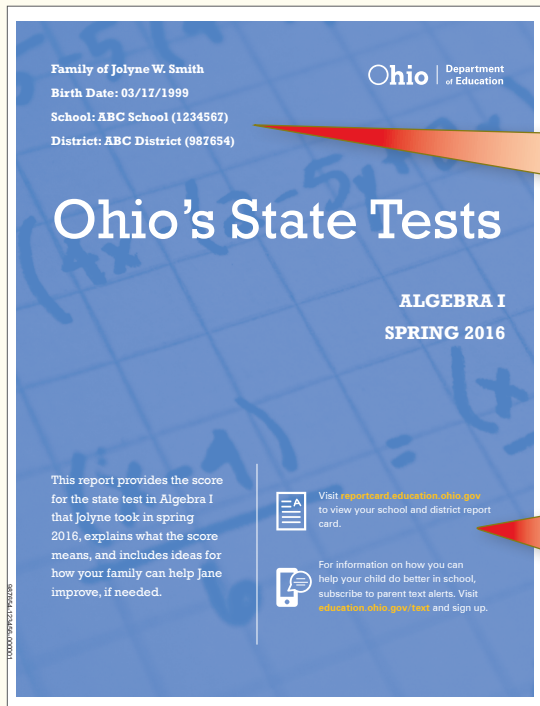 Family of Jolyne W. Smith
Birth Date: 03/17/1999
School: ABC School (1234567)
District: ABC District (987654)
Ohio | Department of Education
Ohio's State Tests
ALGEBRA I
SPRING 2016
This report provides the score
for the state test in Algebra I
that Jolyne took in spring
2016, explains what the score
means, and includes ideas for
how your family can help Jane
improve, if needed.
Visit reportcard.education.ohio.gov
to view your school and district report
card.
For information on how you can
help your child do better in school,
subscribe to parent text alerts. Visit
education.ohio.gov/text and sign up.